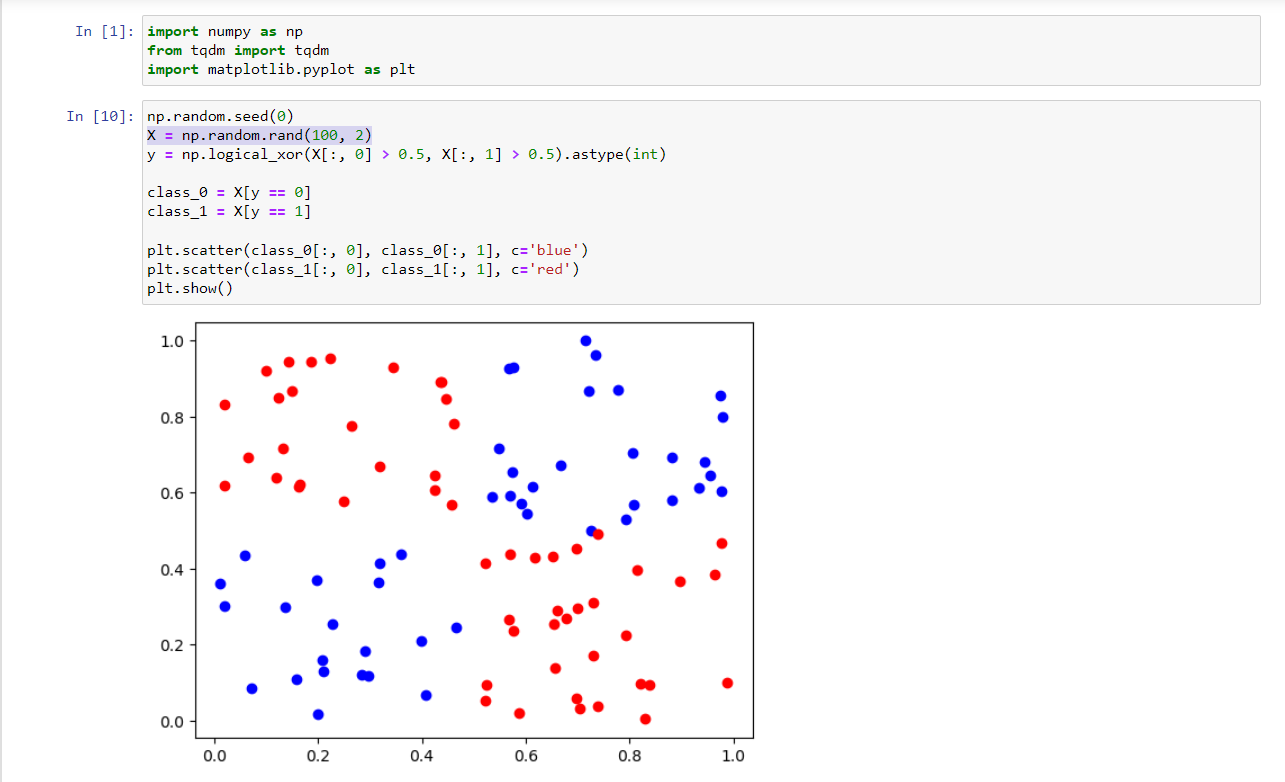 In [1]: import numpy as np
from tqdm import tqdm
import matplotlib.pyplot as plt
In [10]: np.random.seed(0)
X = np.random.rand(100, 2)
y = np.logical_xor(X[:, 0] > 0.5, X[:, 1] > 0.5).astype(int)
class_0 = X[y == 0]
class_1 = X[y == 1]
plt.scatter(class_0[:, 0], class_0[:, 1], c='blue')
plt.scatter(class_1[:, 0], class_1[:, 1], c='red')
plt.show()
1.0
0.8
0.6
0.4
0.2
0.0
0.0 0.2 0.4 0.6 0.8 1.0